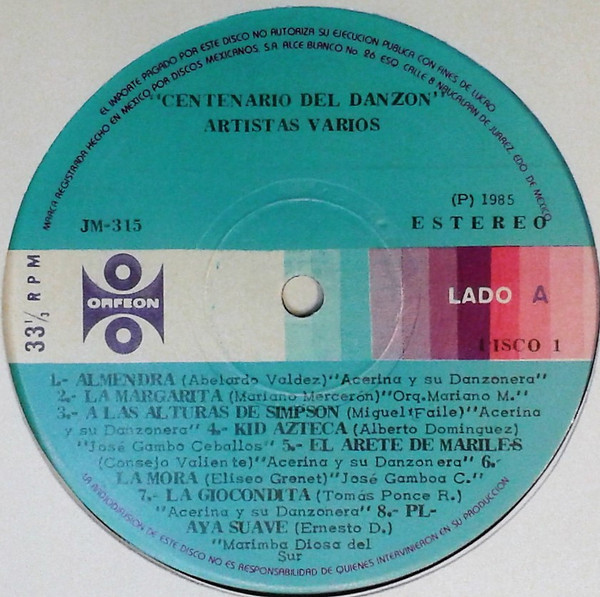 EL IMPORTE PAGADO POR ESTE DISCO NO AUTORIZA SU EJECUCION PUBLICA CON FINES DE LUCRO
MARCA REGISTRADA HECHO EN MEXICO POR DISCOS MEXICANOS, S.A. ALCE BLANCO No. 26 ESQ. CALLE 8 NAUCALPAN DE JUAREZ, EDO. DE MEXICO
"CENTENARIO DEL DANZON"
ARTISTAS VARIOS
(P) 1985
JM-315
ESTEREO
33⅓ RPM
ORFEON
LADO A
DISCO 1
1.- ALMENDRA (Abelardo Valdez)"Acerina y su Danzonera"
2.- LA MARGARITA (Mariano Mercerón)"Orq.Mariano M."
3.- A LAS ALTURAS DE SIMPSON (Miguel Faile)"Acerina
y su Danzonera" 4.- KID AZTECA (Alberto Domínguez)
"José Gambo Ceballos" 5.- EL ARETE DE MARILES
(Consejo Valiente)"Acerina y su Danzonera" 6.-
LA MORA (Eliseo Grenet)"José Gamboa C."
7.- LA GIOCONDITA (Tomás Ponce R.)
"Acerina y su Danzonera" 8.- PL-
AYA SUAVE (Ernesto D.)
"Marimba Diosa del
Sur
LA RADIODIFUSION DE ESTE DISCO NO ES RESPONSABILIDAD DE QUIENES INTERVINIERON EN SU PRODUCCION